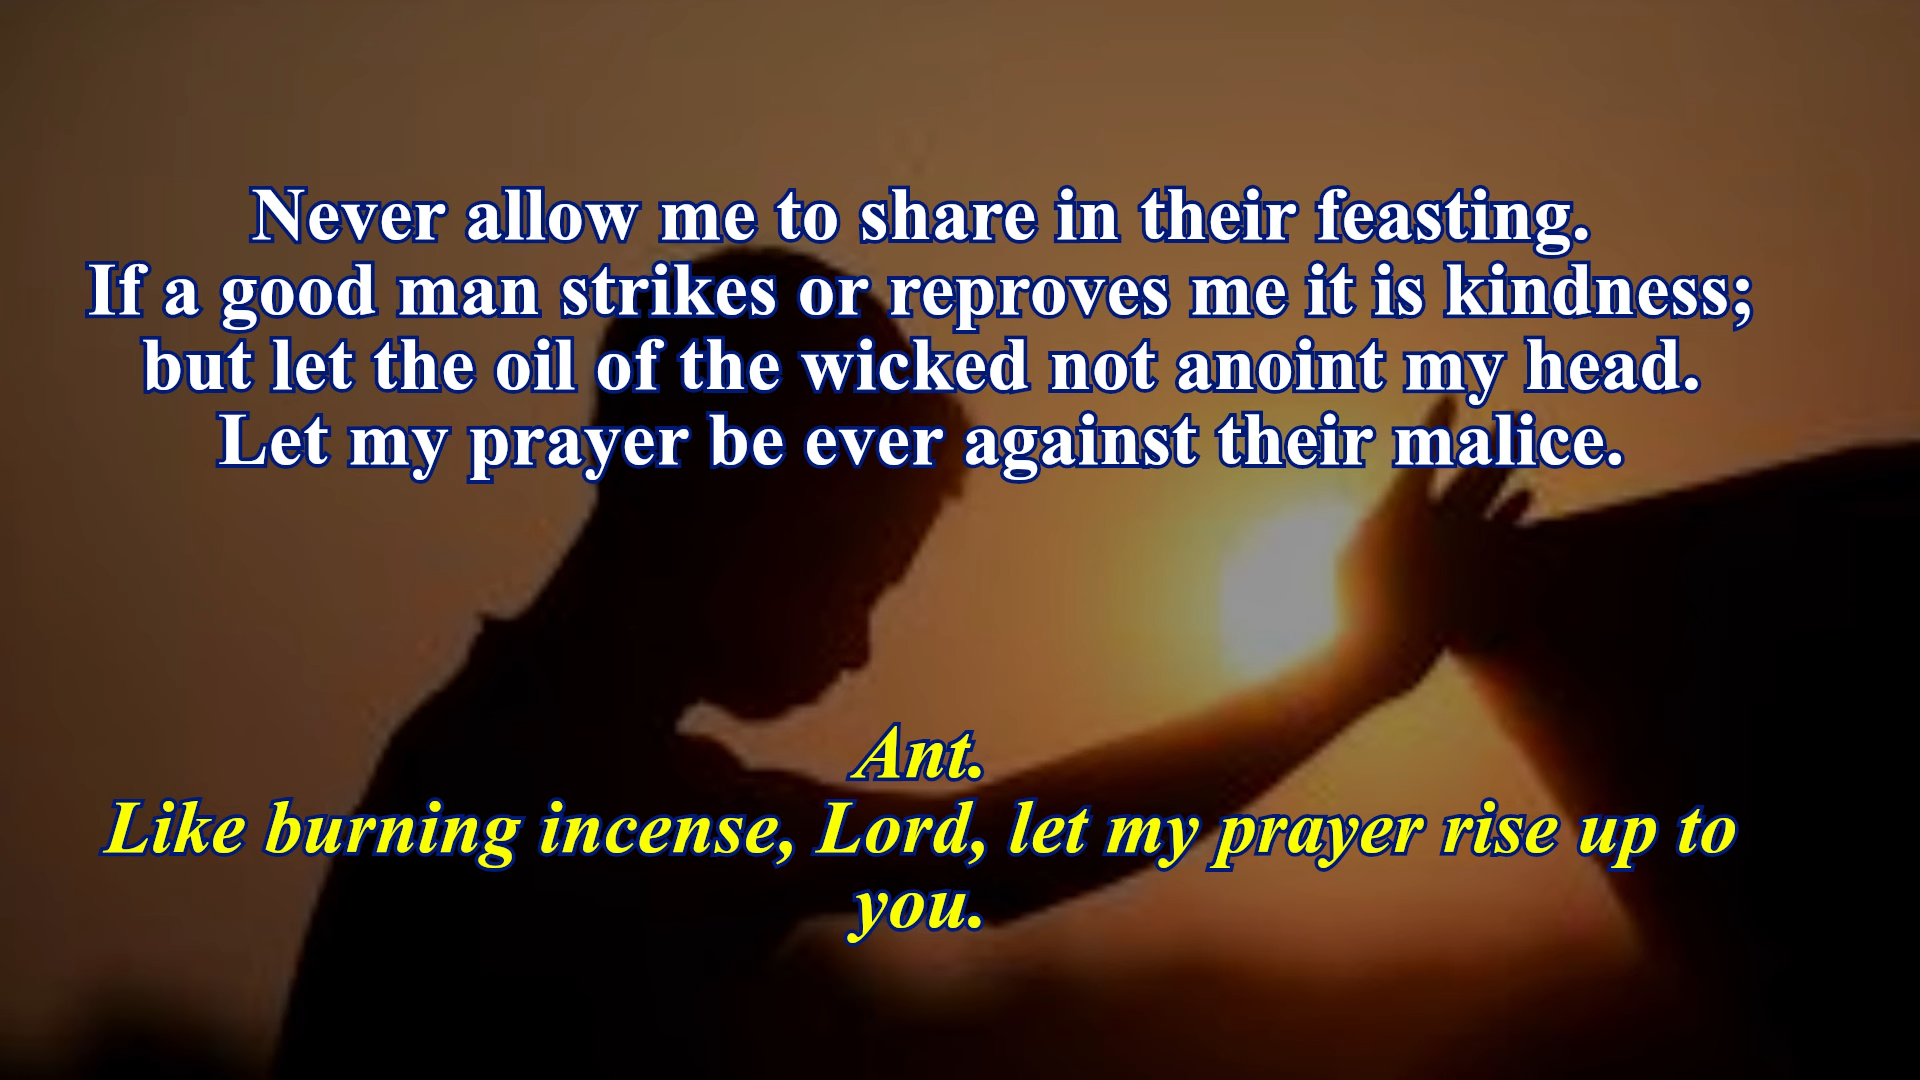 Never allow me to share in their feasting.
If a good man strikes or reproves me it is kindness;
but let the oil of the wicked not anoint my head.
Let my prayer be ever against their malice.
Ant.
Like burning incense, Lord, let my prayer rise up to
you.